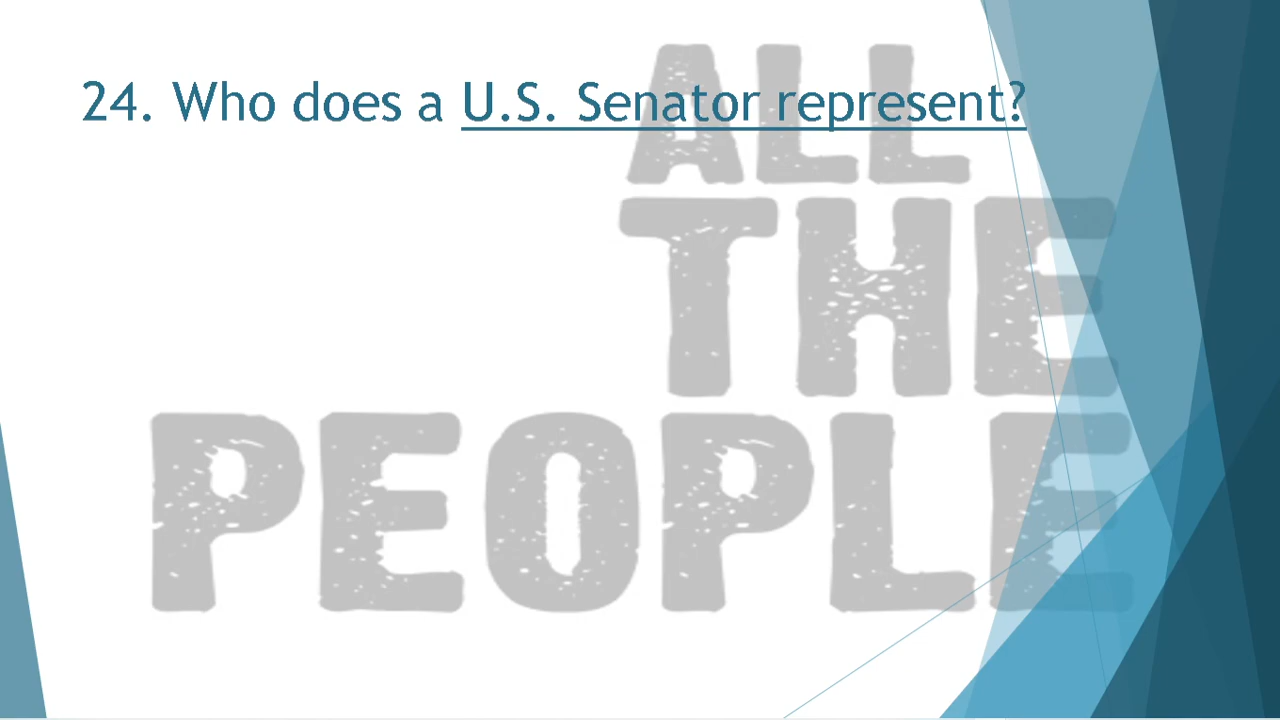 24. Who does a U.S. Senator represent?
ALL
THE
PEOPLE